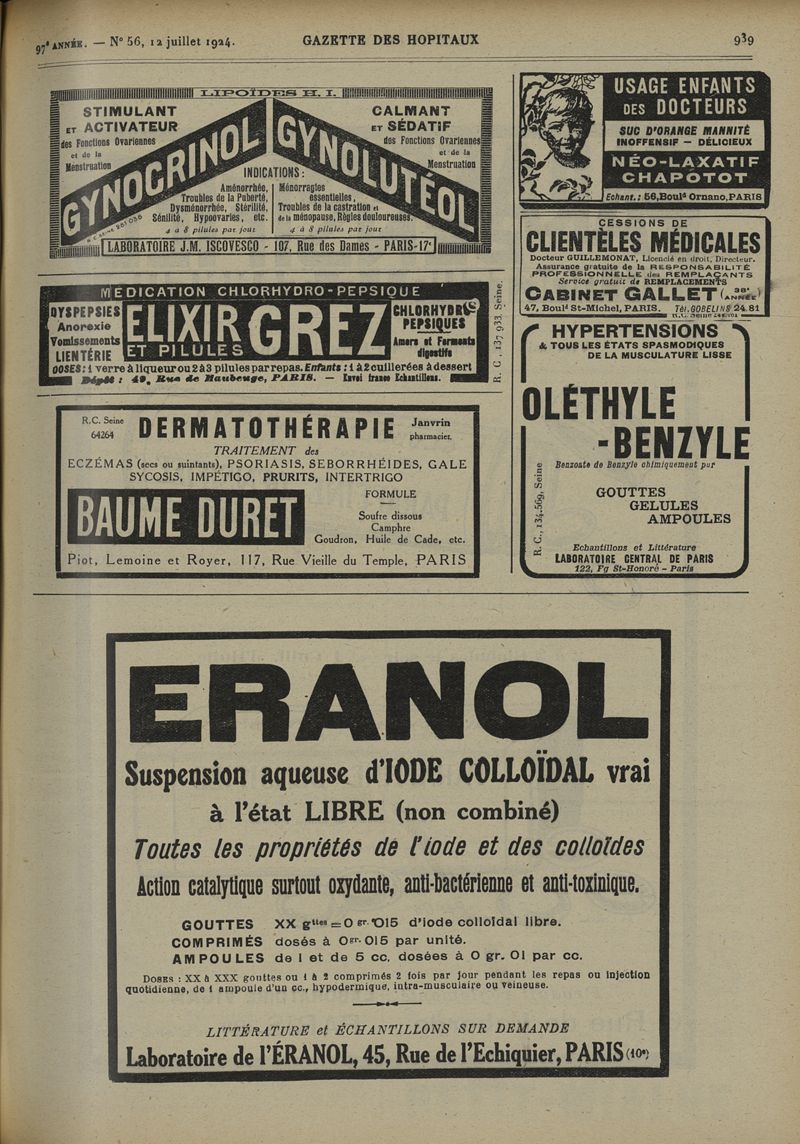 97e ANNÉE. — N° 56, 12 juillet 1924.
GAZETTE DES HOPITAUX
939
LIPOÏDES H. I.
STIMULANT
ET ACTIVATEUR
des Fonctions Ovariennes
et de la
Menstruation
GYNOCRINOL
CALMANT
ET SÉDATIF
des Fonctions Ovariennes
et de la
Menstruation
GYNOLUTÉOL
INDICATIONS :
Aménorrhée,
Troubles de la Puberté,
Dysménorrhée, Stérilité,
Sénilité, Hypovaries, etc.
4 à 8 pilules par jour
Ménorragies
essentielles,
Troubles de la castration et
de la ménopause, Règles douloureuses.
4 à 8 pilules par jour
LABORATOIRE J.M. ISCOVESCO - 107, Rue des Dames - PARIS-17e
MÉDICATION CHLORHYDRO-PEPSIQUE
DYSPEPSIES
Anorexie
Vomissements
LIENTÉRIE
ELIXIR GREZ
ET PILULES
CHLORHYDRO
PEPSIQUES
Amers et Ferments
digestifs
DOSES : 1 verre à liqueur ou 2 à 3 pilules par repas. Enfants : 1 à 2 cuillerées à dessert
Dépôt : 49, Rue de Maubeuge, PARIS. — Envoi franco Echantillons.
R. C., 137 933, Seine.
R.C. Seine
64264
DERMATOTHÉRAPIE
Janvrin
pharmacien.
TRAITEMENT des
ECZÉMAS (secs ou suintants), PSORIASIS, SEBORRHÉIDES, GALE
SYCOSIS, IMPÉTIGO, PRURITS, INTERTRIGO
BAUME DURET
FORMULE
Soufre dissous
Camphre
Goudron, Huile de Cade, etc.
Piot, Lemoine et Royer, 117, Rue Vieille du Temple, PARIS
USAGE ENFANTS
DES DOCTEURS
SUC D'ORANGE MANNITÉ
INOFFENSIF — DÉLICIEUX
NÉO-LAXATIF
CHAPOTOT
Echant. : 56, Bould Ornano, PARIS
CESSIONS DE
CLIENTÈLES MÉDICALES
Docteur GUILLEMONAT, Licencié en droit, Directeur.
Assurance gratuite de la RESPONSABILITÉ
PROFESSIONNELLE des REMPLAÇANTS
Service gratuit de REMPLACEMENTS
CABINET GALLET (38e ANNÉE)
47, Bould St-Michel, PARIS. Tél. GOBELINS 24.81
HYPERTENSIONS
& TOUS LES ÉTATS SPASMODIQUES
DE LA MUSCULATURE LISSE
OLÉTHYLE
-BENZYLE
Benzoate de Benzyle chimiquement pur
GOUTTES
GELULES
AMPOULES
R. C., 134.569, Seine
Echantillons et Littérature
LABORATOIRE CENTRAL DE PARIS
122, Fg St-Honoré - Paris
ERANOL
Suspension aqueuse d'IODE COLLOÏDAL vrai
à l'état LIBRE (non combiné)
Toutes les propriétés de l'iode et des colloïdes
Action catalytique surtout oxydante, anti-bactérienne et anti-toxinique.
GOUTTES XX gttes = 0 gr. 015 d'iode colloïdal libre.
COMPRIMÉS dosés à 0gr. 015 par unité.
AMPOULES de 1 et de 5 cc. dosées à 0 gr. 01 par cc.
DOSES : XX à XXX gouttes ou 1 à 2 comprimés 2 fois par jour pendant les repas ou injection
quotidienne, de 1 ampoule d'un cc., hypodermique, intra-musculaire ou veineuse.
LITTÉRATURE et ÉCHANTILLONS SUR DEMANDE
Laboratoire de l'ÉRANOL, 45, Rue de l'Echiquier, PARIS (10e)